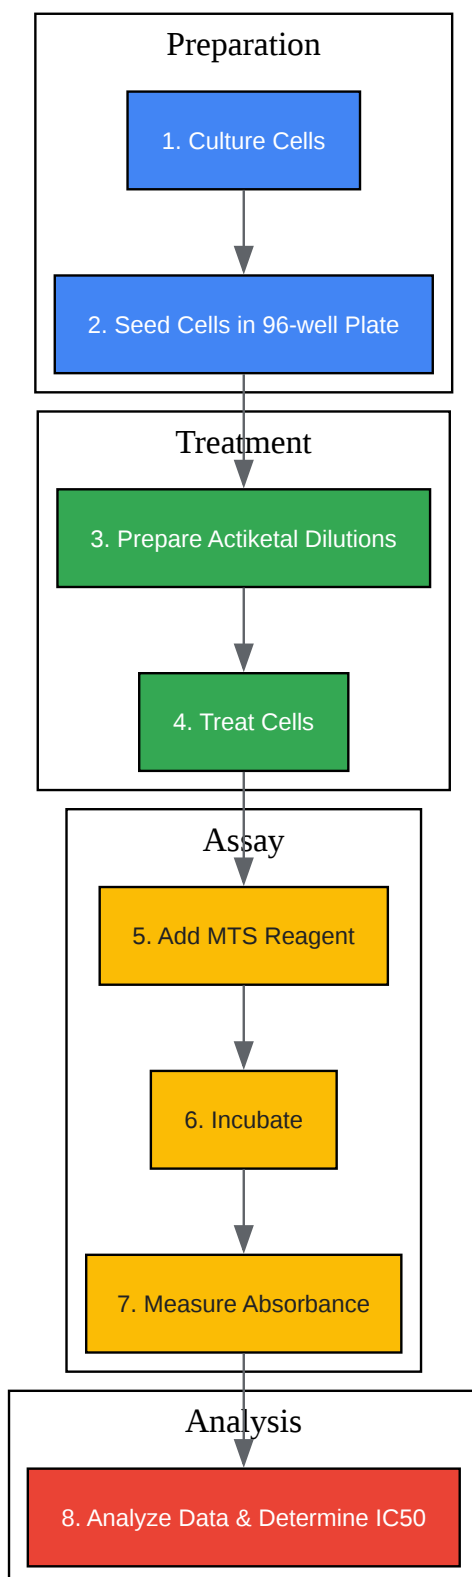 Preparation
1. Culture Cells
2. Seed Cells in 96-well Plate
Treatment
3. Prepare Actiketal Dilutions
4. Treat Cells
Assay
5. Add MTS Reagent
6. Incubate
7. Measure Absorbance
Analysis
8. Analyze Data & Determine IC50